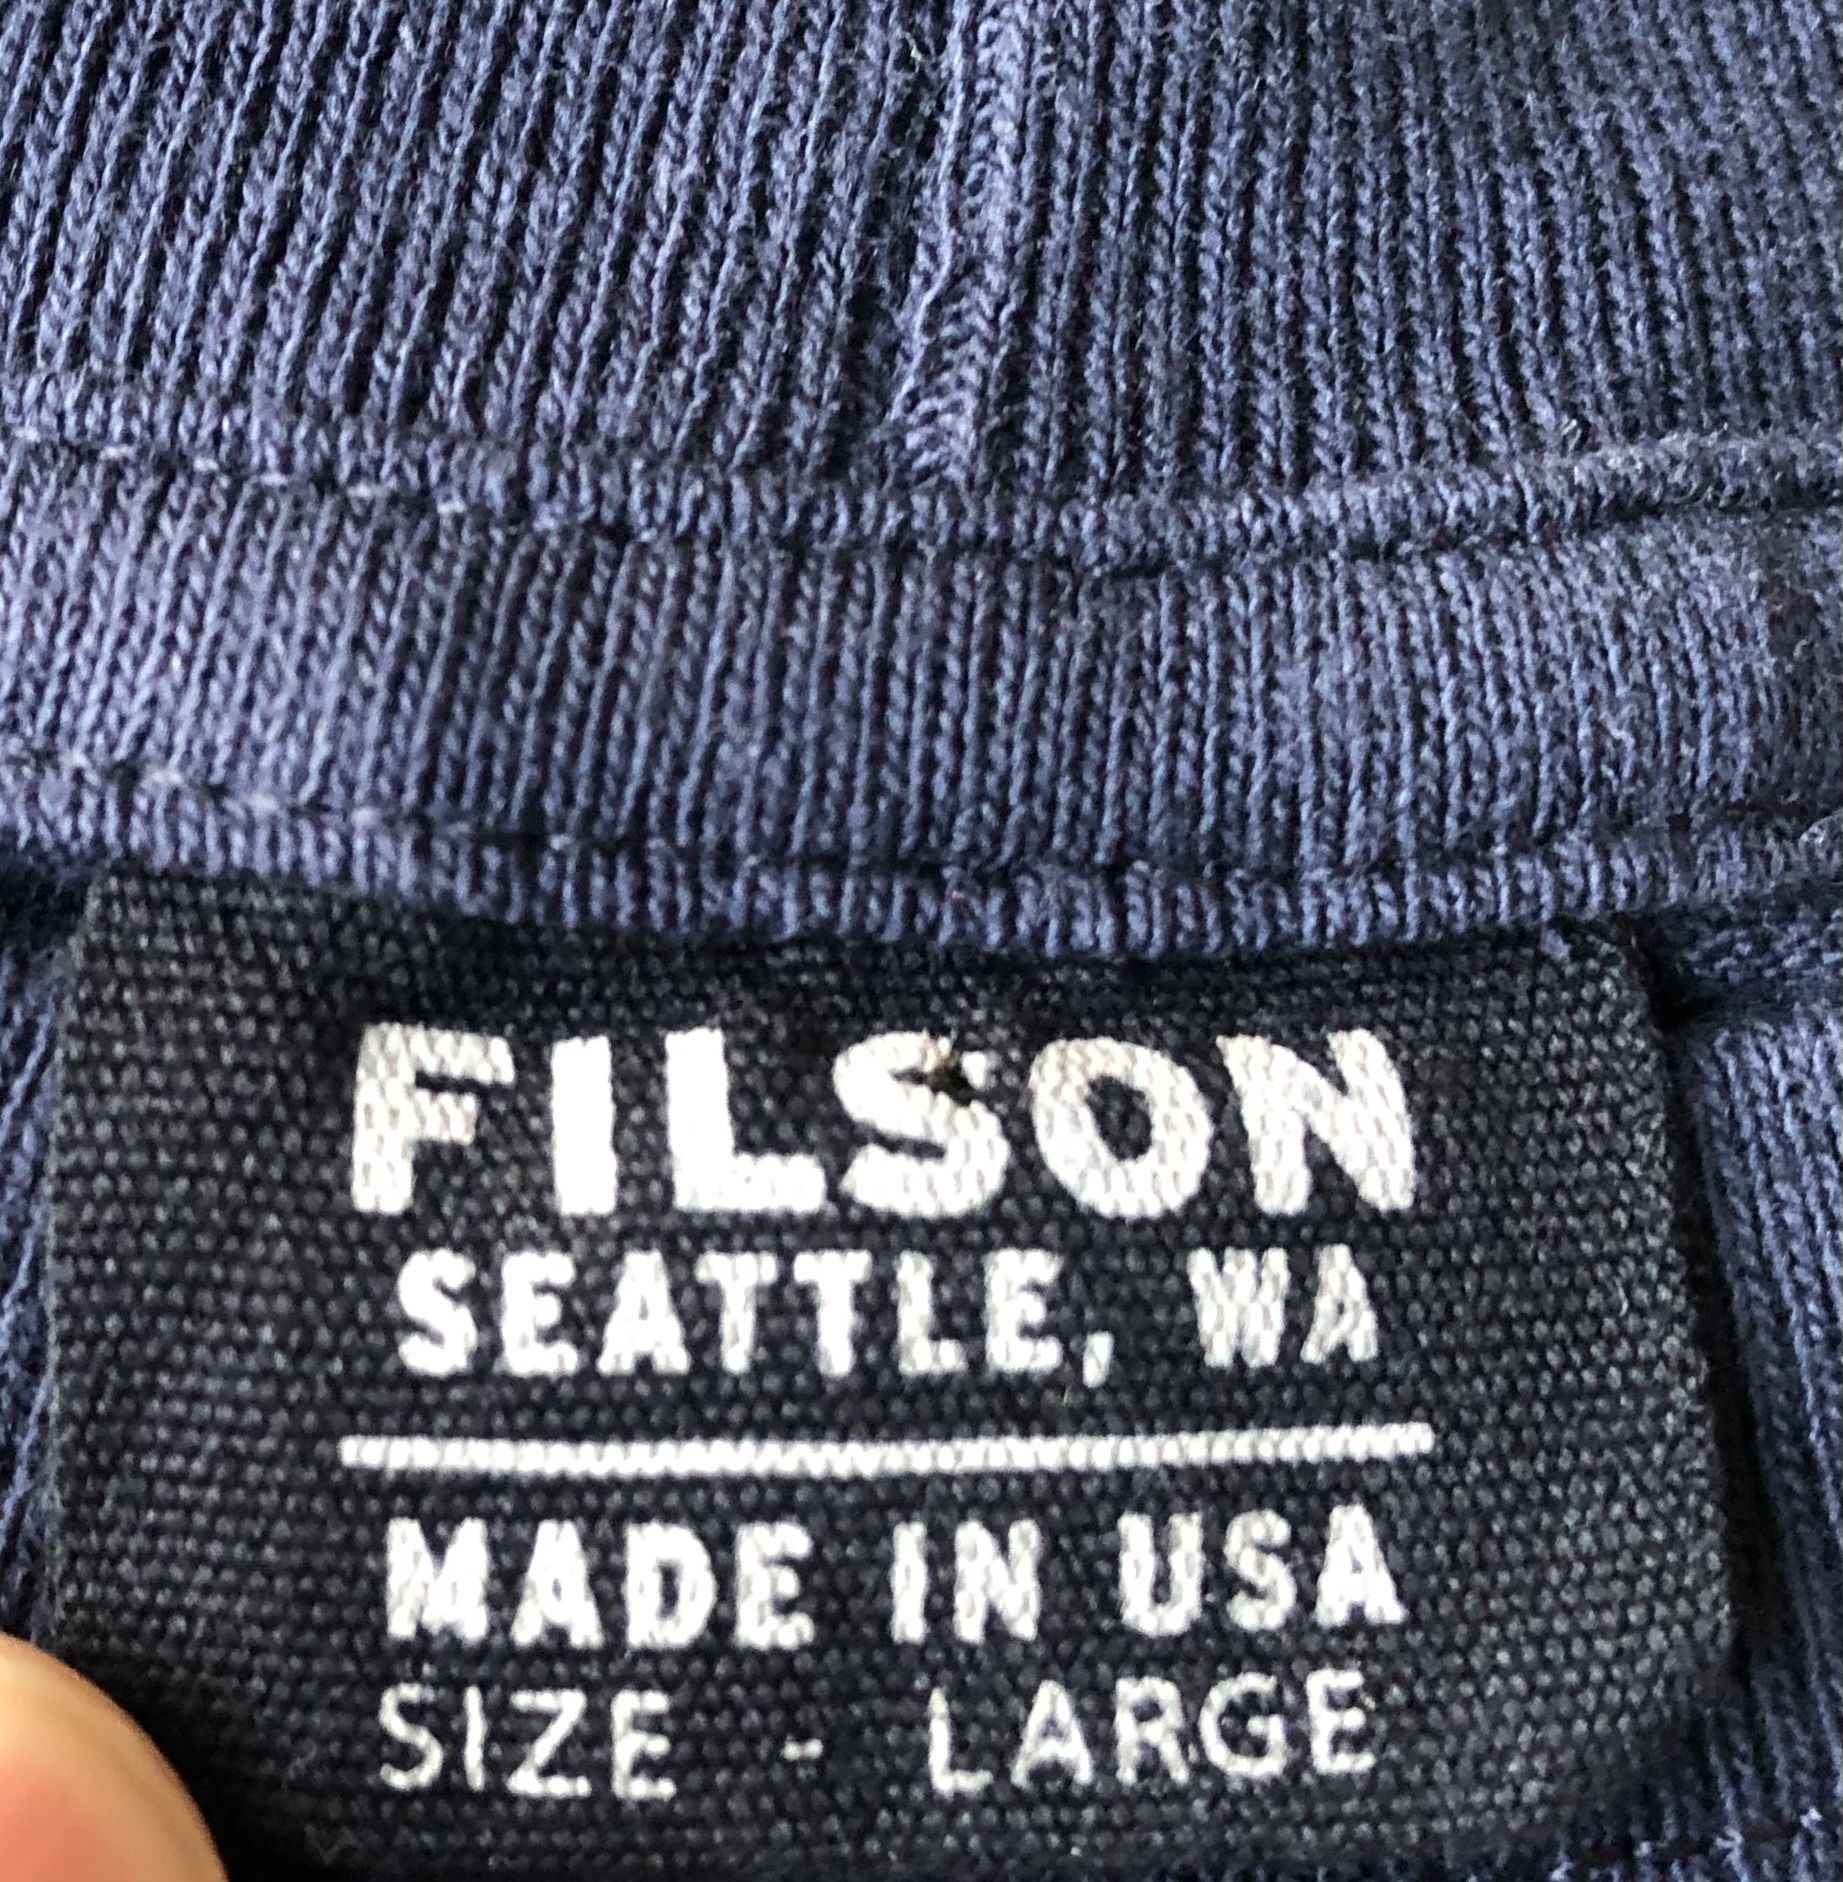 FILSON
SEATTLE, WA
MADE IN USA
SIZE - LARGE